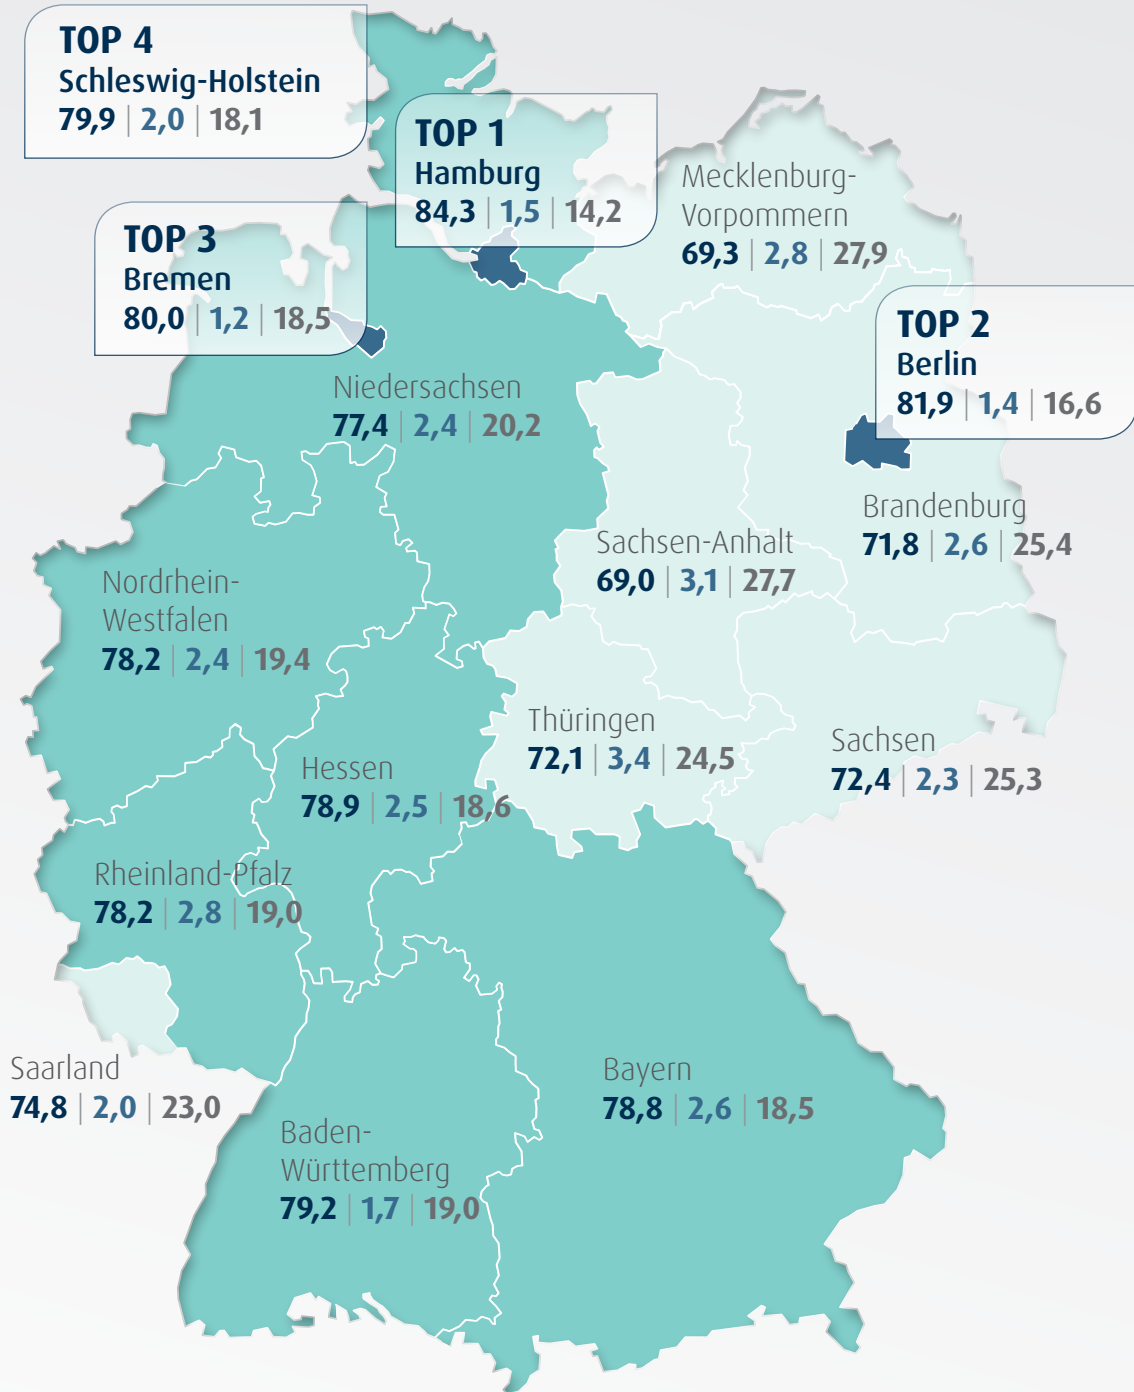 TOP 4
Schleswig-Holstein
79,9 | 2,0 | 18,1
TOP 1
Hamburg
84,3 | 1,5 | 14,2
Mecklenburg-
Vorpommern
69,3 | 2,8 | 27,9
TOP 3
Bremen
80,0 | 1,2 | 18,5
TOP 2
Berlin
81,9 | 1,4 | 16,6
Niedersachsen
77,4 | 2,4 | 20,2
Brandenburg
71,8 | 2,6 | 25,4
Sachsen-Anhalt
69,0 | 3,1 | 27,7
Nordrhein-
Westfalen
78,2 | 2,4 | 19,4
Thüringen
72,1 | 3,4 | 24,5
Sachsen
72,4 | 2,3 | 25,3
Hessen
78,9 | 2,5 | 18,6
Rheinland-Pfalz
78,2 | 2,8 | 19,0
Saarland
74,8 | 2,0 | 23,0
Bayern
78,8 | 2,6 | 18,5
Baden-
Württemberg
79,2 | 1,7 | 19,0